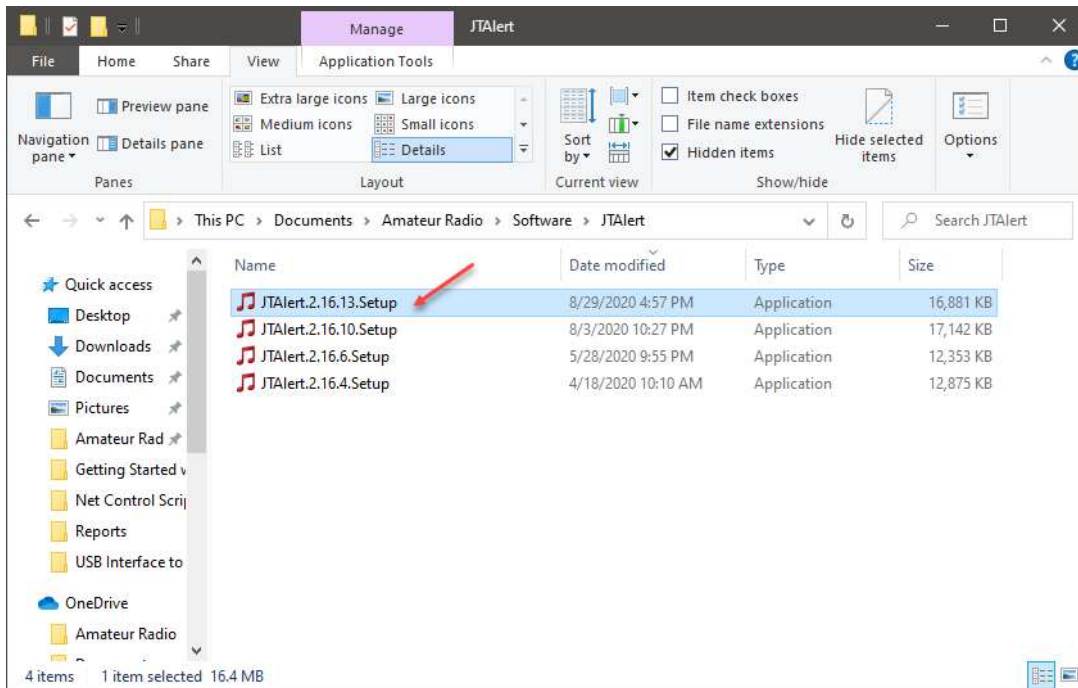 Manage JTAlert
File Home Share View Application Tools
Navigation pane
Preview pane
Details pane
Panes
Extra large icons Large icons
Medium icons Small icons
List Details
Layout
Sort by
Current view
Item check boxes
File name extensions
Hidden items
Hide selected items
Show/hide
Options
This PC > Documents > Amateur Radio > Software > JTAlert
Search JTAlert
Name Date modified Type Size
JTAlert.2.16.13.Setup 8/29/2020 4:57 PM Application 16,881 KB
JTAlert.2.16.10.Setup 8/3/2020 10:27 PM Application 17,142 KB
JTAlert.2.16.6.Setup 5/28/2020 9:55 PM Application 12,353 KB
JTAlert.2.16.4.Setup 4/18/2020 10:10 AM Application 12,875 KB
Quick access
Desktop
Downloads
Documents
Pictures
Amateur Rad
Getting Started
Net Control Scrip
Reports
USB Interface to
OneDrive
Amateur Radio
4 items 1 item selected 16.4 MB